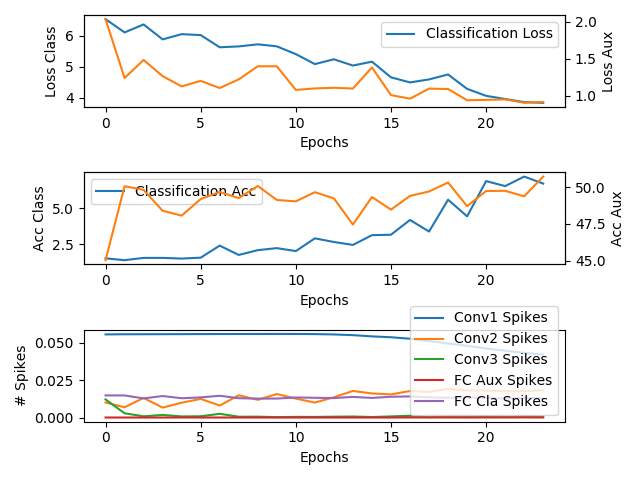 Loss Class
6
5
4
Classification Loss
2.0
1.5
1.0
Loss Aux
0 5 10 15 20
Epochs
Acc Class
5.0
2.5
Classification Acc
50.0
47.5
45.0
Acc Aux
0 5 10 15 20
Epochs
# Spikes
0.050
0.025
0.000
Conv1 Spikes
Conv2 Spikes
Conv3 Spikes
FC Aux Spikes
FC Cla Spikes
0 5 10 15 20
Epochs